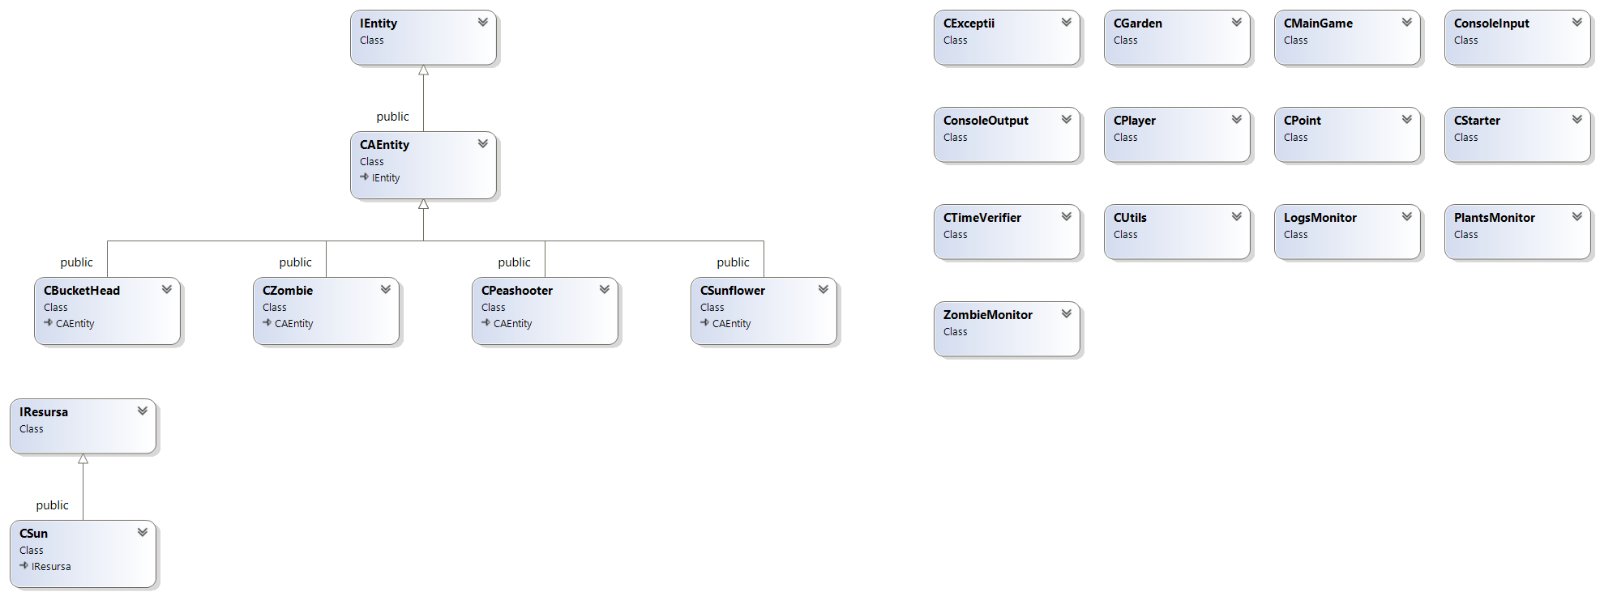 IEntity
Class
public
CAEntity
Class
IEntity
public
CBucketHead
Class
CAEntity
public
CZombie
Class
CAEntity
public
CPeashooter
Class
CAEntity
public
CSunflower
Class
CAEntity
IResursa
Class
public
CSun
Class
IResursa
CExceptii
Class
CGarden
Class
CMainGame
Class
ConsoleInput
Class
ConsoleOutput
Class
CPlayer
Class
CPoint
Class
CStarter
Class
CTimeVerifier
Class
CUtils
Class
LogsMonitor
Class
PlantsMonitor
Class
ZombieMonitor
Class